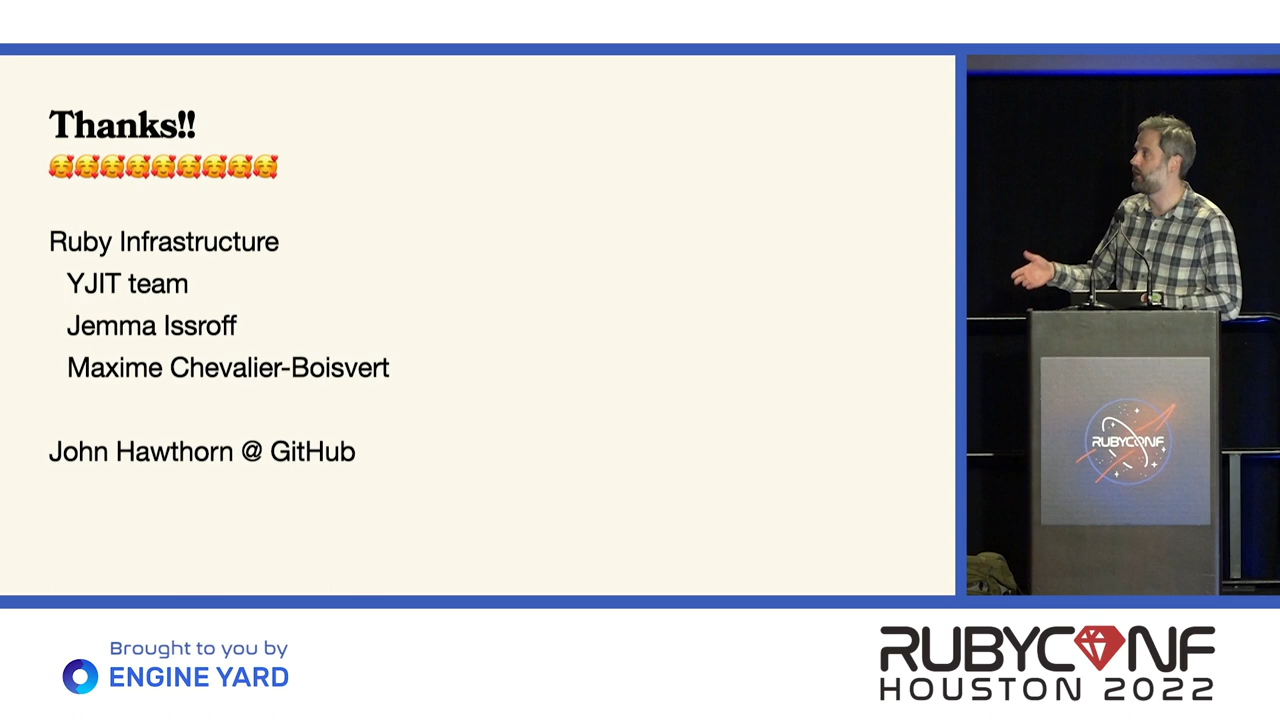 Thanks!!
🥰🥰🥰🥰🥰🥰🥰🥰🥰
Ruby Infrastructure
YJIT team
Jemma Issroff
Maxime Chevalier-Boisvert
John Hawthorn @ GitHub
RUBYCONF
Brought to you by
ENGINE YARD
RUBYCONF
HOUSTON 2022